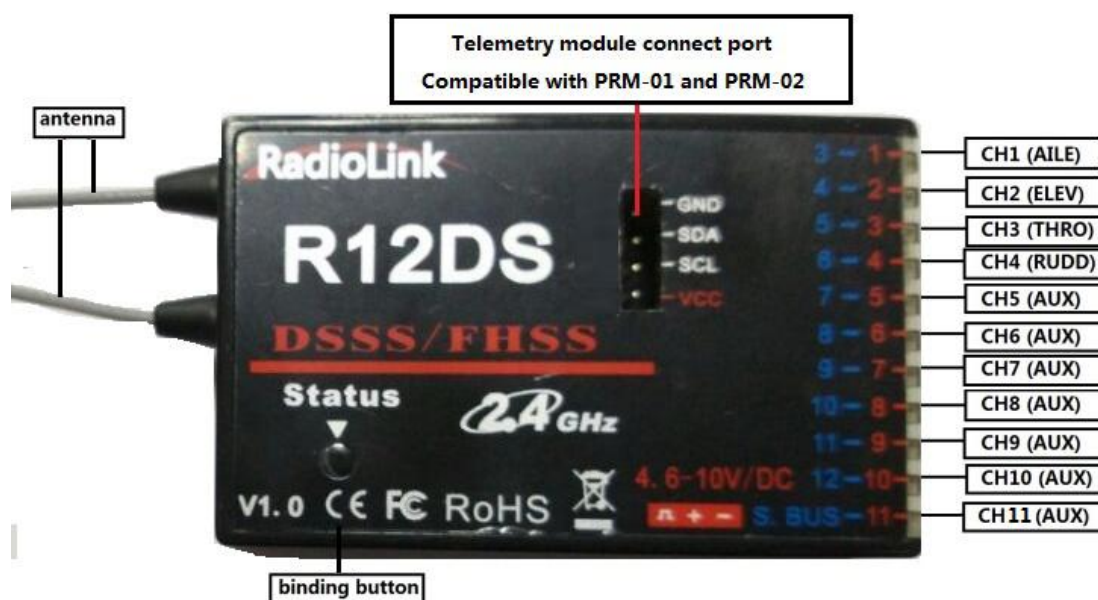 Telemetry module connect port
Compatible with PRM-01 and PRM-02
antenna
RadioLink
R12DS
DSSS/FHSS
Status
2.4GHz
V1.0 CE FC RoHS
binding button
GND
SDA
SCL
VCC
3 - 1 - CH1 (AILE)
4 - 2 - CH2 (ELEV)
5 - 3 - CH3 (THRO)
6 - 4 - CH4 (RUDD)
7 - 5 - CH5 (AUX)
8 - 6 - CH6 (AUX)
9 - 7 - CH7 (AUX)
10 - 8 - CH8 (AUX)
11 - 9 - CH9 (AUX)
4.6-10V/DC 12 - 10 - CH10 (AUX)
+ - S.BUS - 11 - CH11 (AUX)